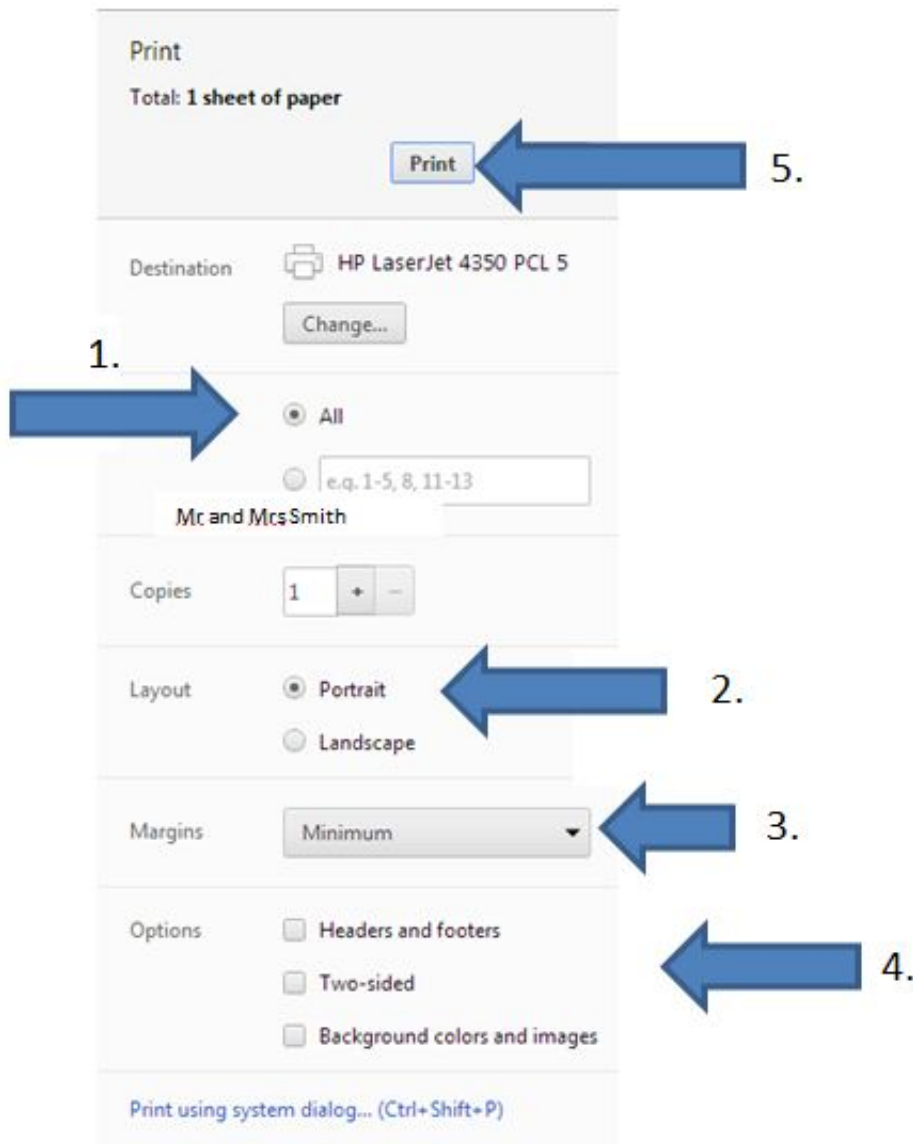 Print
Total: 1 sheet of paper
Print
5.
Destination
HP LaserJet 4350 PCL 5
Change...
1.
All
e.g. 1-5, 8, 11-13
Mr and Mrs Smith
Copies
1
+
−
Layout
Portrait
2.
Landscape
Margins
Minimum
3.
Options
Headers and footers
4.
Two-sided
Background colors and images
Print using system dialog... (Ctrl+Shift+P)